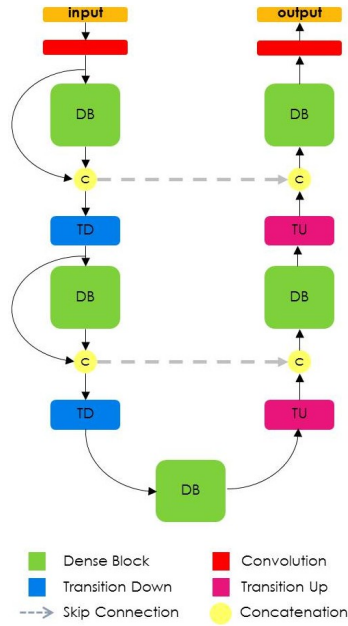 input output
DB DB
C C
TD TU
DB DB
C C
TD TU
DB
Dense Block Convolution
Transition Down Transition Up
Skip Connection Concatenation